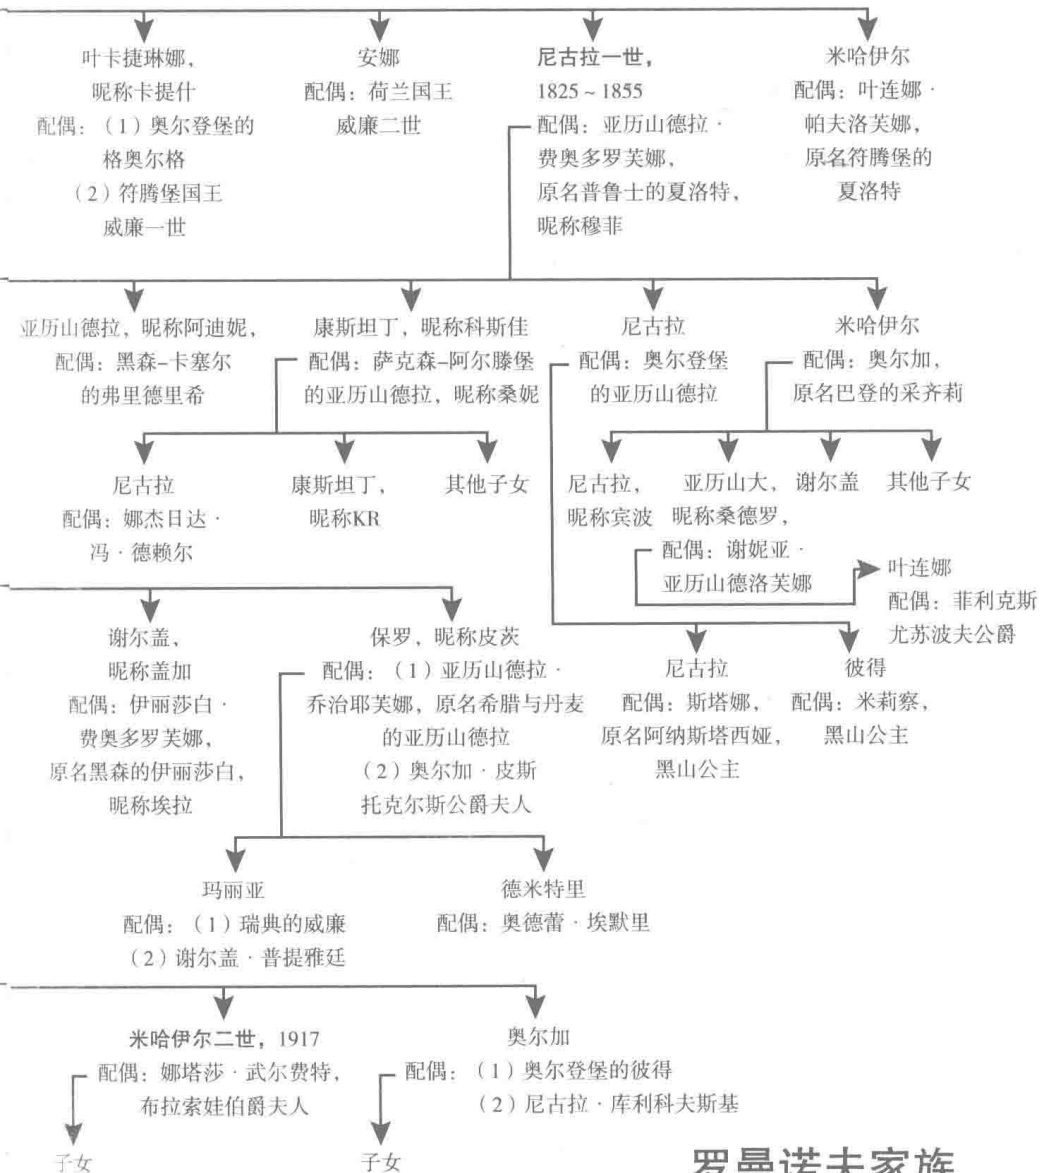 叶卡捷琳娜，
昵称卡提什
配偶：（1）奥尔登堡的
格奥尔格
（2）符腾堡国王
威廉一世
安娜
配偶：荷兰国王
威廉二世
尼古拉一世，
1825～1855
配偶：亚历山德拉·
费奥多罗芙娜，
原名普鲁士的夏洛特，
昵称穆菲
米哈伊尔
配偶：叶连娜·
帕夫洛芙娜，
原名符腾堡的
夏洛特
亚历山德拉，昵称阿迪妮，
配偶：黑森–卡塞尔
的弗里德里希
康斯坦丁，昵称科斯佳
配偶：萨克森–阿尔滕堡
的亚历山德拉，昵称桑妮
尼古拉
配偶：奥尔登堡
的亚历山德拉
米哈伊尔
配偶：奥尔加，
原名巴登的采齐莉
尼古拉
配偶：娜杰日达·
冯·德赖尔
康斯坦丁，
昵称KR
其他子女
尼古拉，
昵称宾波
亚历山大，
昵称桑德罗，
配偶：谢妮亚·
亚历山德洛芙娜
谢尔盖
其他子女
叶连娜
配偶：菲利克斯
尤苏波夫公爵
谢尔盖，
昵称盖加
配偶：伊丽莎白·
费奥多罗芙娜，
原名黑森的伊丽莎白，
昵称埃拉
保罗，昵称皮茨
配偶：（1）亚历山德拉·
乔治耶芙娜，原名希腊与丹麦
的亚历山德拉
（2）奥尔加·皮斯
托克尔斯公爵夫人
尼古拉
配偶：斯塔娜，
原名阿纳斯塔西娅，
黑山公主
彼得
配偶：米莉察，
黑山公主
玛丽亚
配偶：（1）瑞典的威廉
（2）谢尔盖·普提雅廷
德米特里
配偶：奥德蕾·埃默里
米哈伊尔二世，1917
配偶：娜塔莎·武尔费特，
布拉索娃伯爵夫人
奥尔加
配偶：（1）奥尔登堡的彼得
（2）尼古拉·库利科夫斯基
子女
子女
罗曼诺夫家族